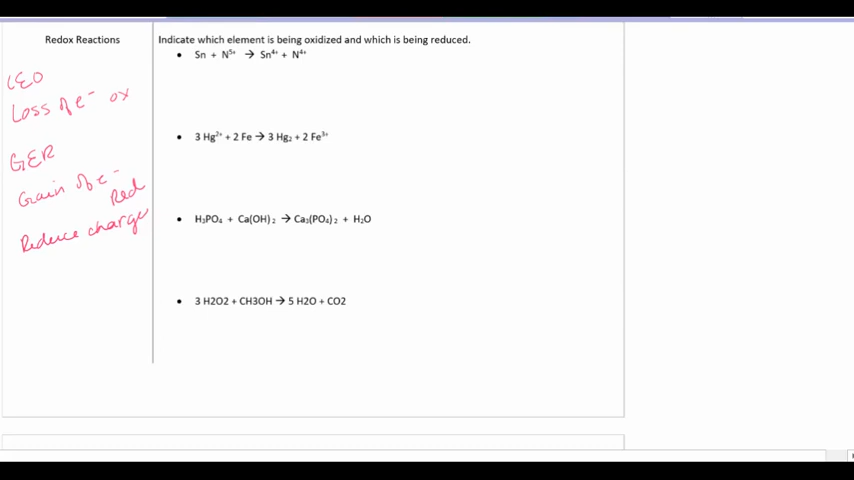 Redox Reactions
LEO
Loss of e⁻ ox
GER
Gain of e⁻
Red
Reduce charge
Indicate which element is being oxidized and which is being reduced.
• Sn + N⁵⁺ → Sn⁴⁺ + N⁴⁺
• 3 Hg²⁺ + 2 Fe → 3 Hg₂ + 2 Fe³⁺
• H₃PO₄ + Ca(OH)₂ → Ca₃(PO₄)₂ + H₂O
• 3 H2O2 + CH3OH → 5 H2O + CO2